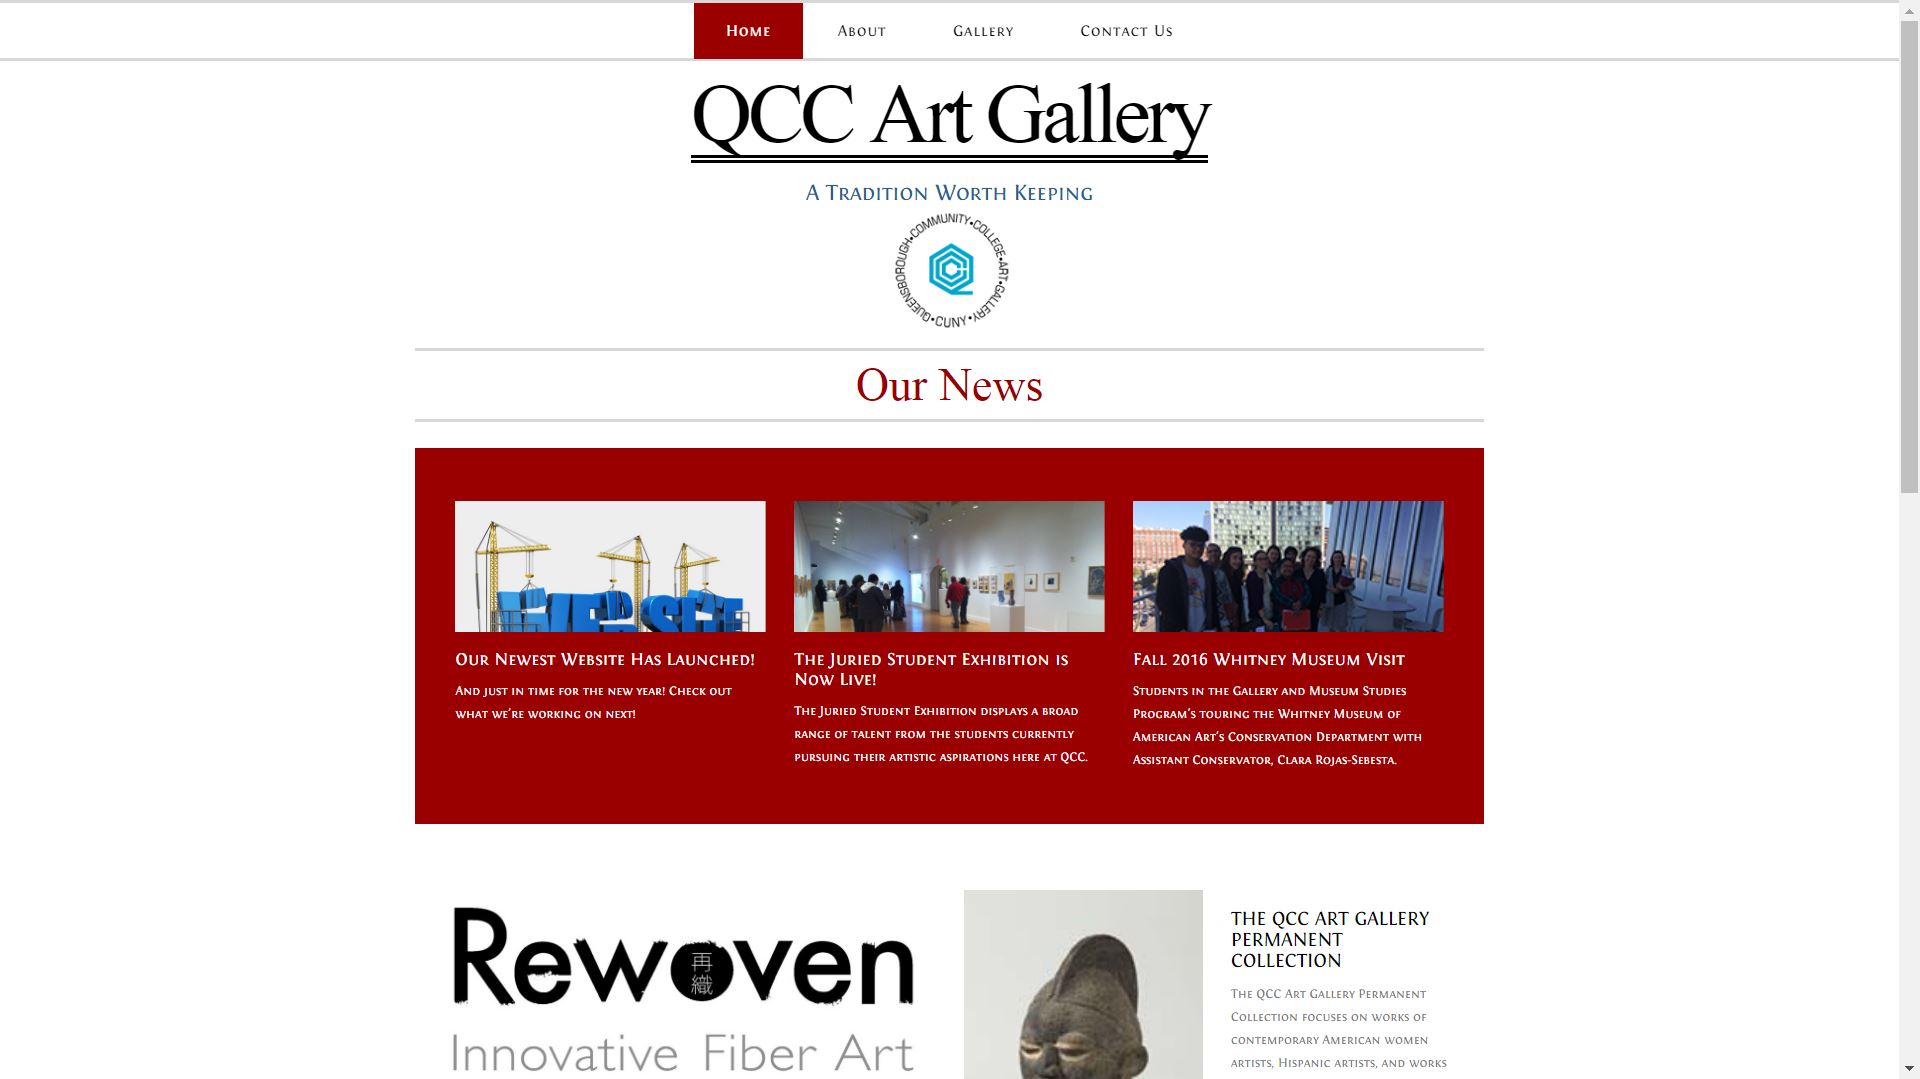 Home About Gallery Contact Us
QCC Art Gallery
A Tradition Worth Keeping
QUEENSBOROUGH•COMMUNITY•COLLEGE•ART•GALLERY•CUNY•
Our News
Our Newest Website Has Launched!
And just in time for the new year! Check out
what we're working on next!
The Juried Student Exhibition is
Now Live!
The Juried Student Exhibition displays a broad
range of talent from the students currently
pursuing their artistic aspirations here at QCC.
Fall 2016 Whitney Museum Visit
Students in the Gallery and Museum Studies
Program's touring the Whitney Museum of
American Art's Conservation Department with
Assistant Conservator, Clara Rojas-Sebesta.
Rewoven
再
織
Innovative Fiber Art
THE QCC ART GALLERY
PERMANENT
COLLECTION
The QCC Art Gallery Permanent
Collection focuses on works of
contemporary American women
artists, Hispanic artists, and works